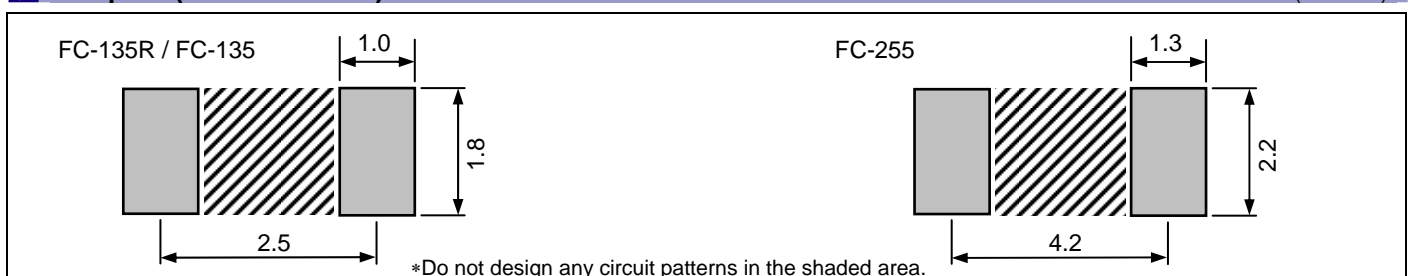 FC-135R / FC-135
1.0
1.8
2.5
FC-255
1.3
2.2
4.2
*Do not design any circuit patterns in the shaded area.